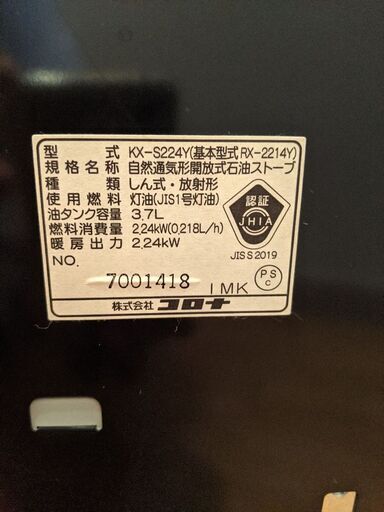 型式 KX-S224Y(基本型式RX-2214Y)
規格名称 自然通気形開放式石油ストーブ
種類 しん式・放射形
使用燃料 灯油(JIS1号灯油)
油タンク容量 3.7L
燃料消費量 2.24kW(0.218L/h)
暖房出力 2.24kW
認証
JHIA
JIS S 2019
NO. 7001418 IMK
PS
C
株式会社 コロナ